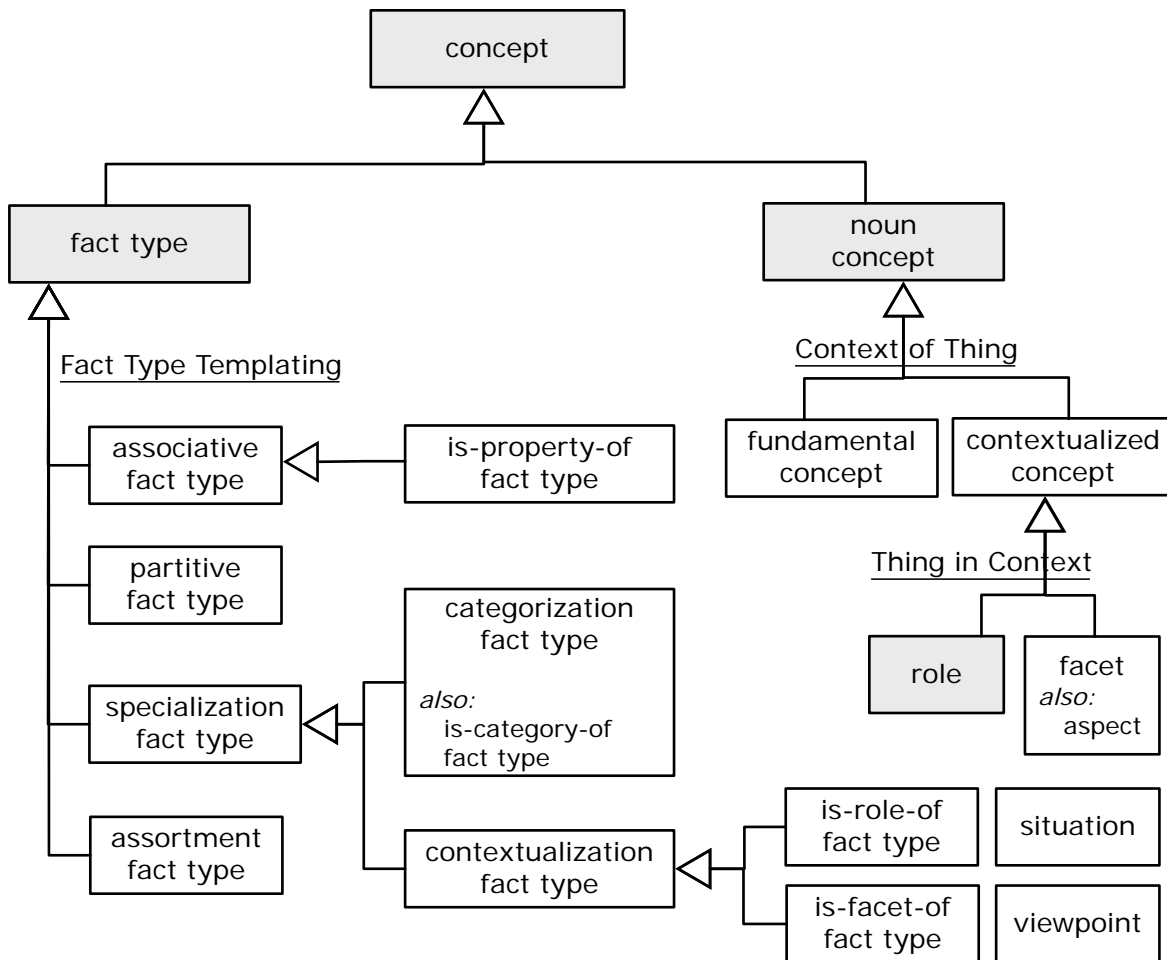 concept
fact type
noun
concept
Fact Type Templating
Context of Thing
associative
fact type
is-property-of
fact type
fundamental
concept
contextualized
concept
partitive
fact type
Thing in Context
categorization
fact type
also:
is-category-of
fact type
role
facet
also:
aspect
specialization
fact type
assortment
fact type
contextualization
fact type
is-role-of
fact type
situation
is-facet-of
fact type
viewpoint